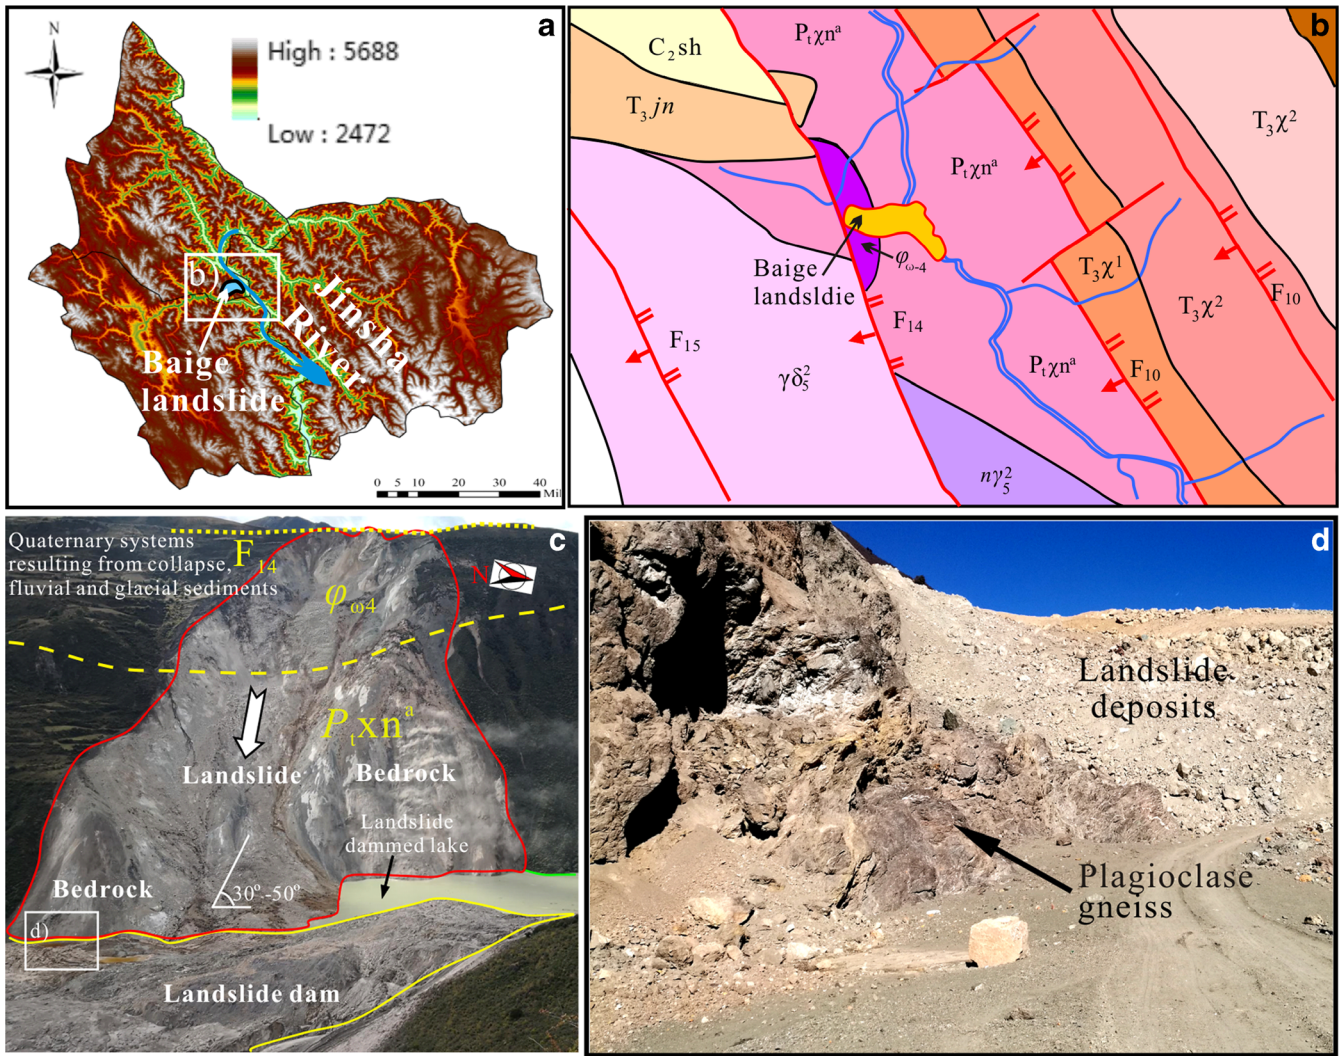 a
N
High : 5688
Low : 2472
b)
Jinsha
River
Baige
landslide
0 5 10 20 30 40
Mil
b
C₂sh
Pₜχnᵃ
T₃jn
T₃χ²
Pₜχnᵃ
Baige
landsldie
φω-4
T₃χ¹
T₃χ²
F₁₀
F₁₄
F₁₅
γδ₅²
Pₜχnᵃ
F₁₀
nγ₅²
c
Quaternary systems
resulting from collapse,
fluvial and glacial sediments
F₁₄
N
φω4
Pₜxnᵃ
Landslide
Bedrock
Landslide
dammed lake
30°-50°
Bedrock
d)
Landslide dam
d
Landslide
deposits
Plagioclase
gneiss